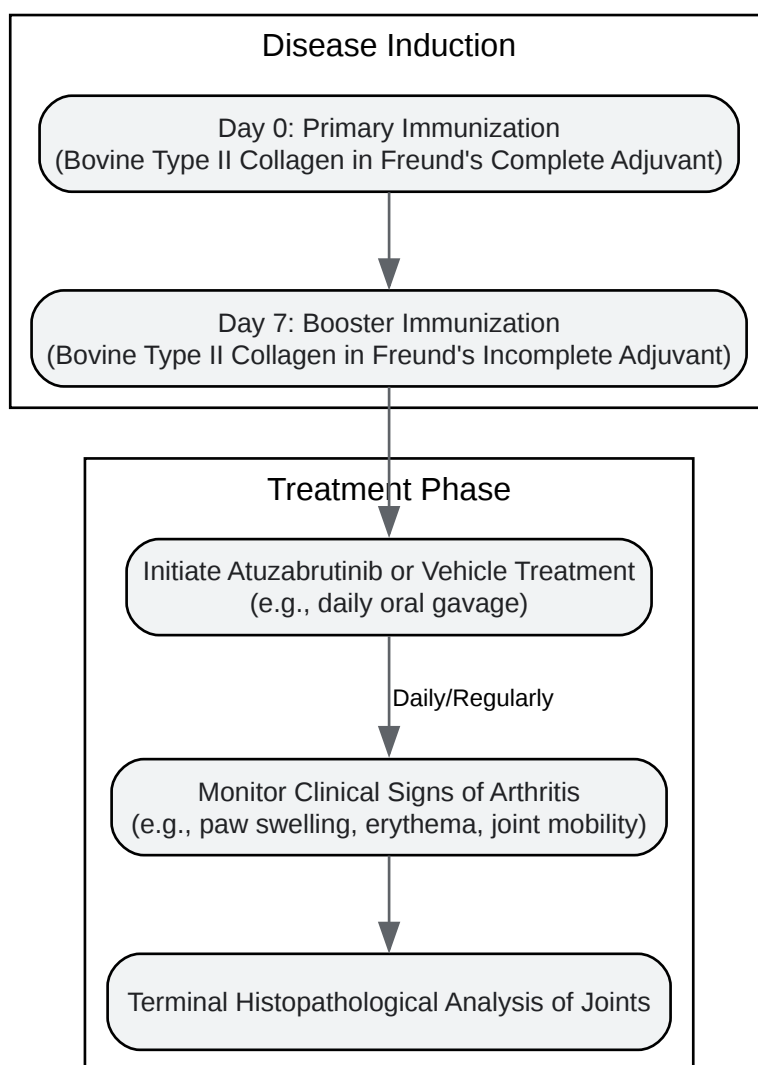 Disease Induction
Day 0: Primary Immunization
(Bovine Type II Collagen in Freund's Complete Adjuvant)
Day 7: Booster Immunization
(Bovine Type II Collagen in Freund's Incomplete Adjuvant)
Treatment Phase
Initiate Atuzabrutinib or Vehicle Treatment
(e.g., daily oral gavage)
Daily/Regularly
Monitor Clinical Signs of Arthritis
(e.g., paw swelling, erythema, joint mobility)
Terminal Histopathological Analysis of Joints